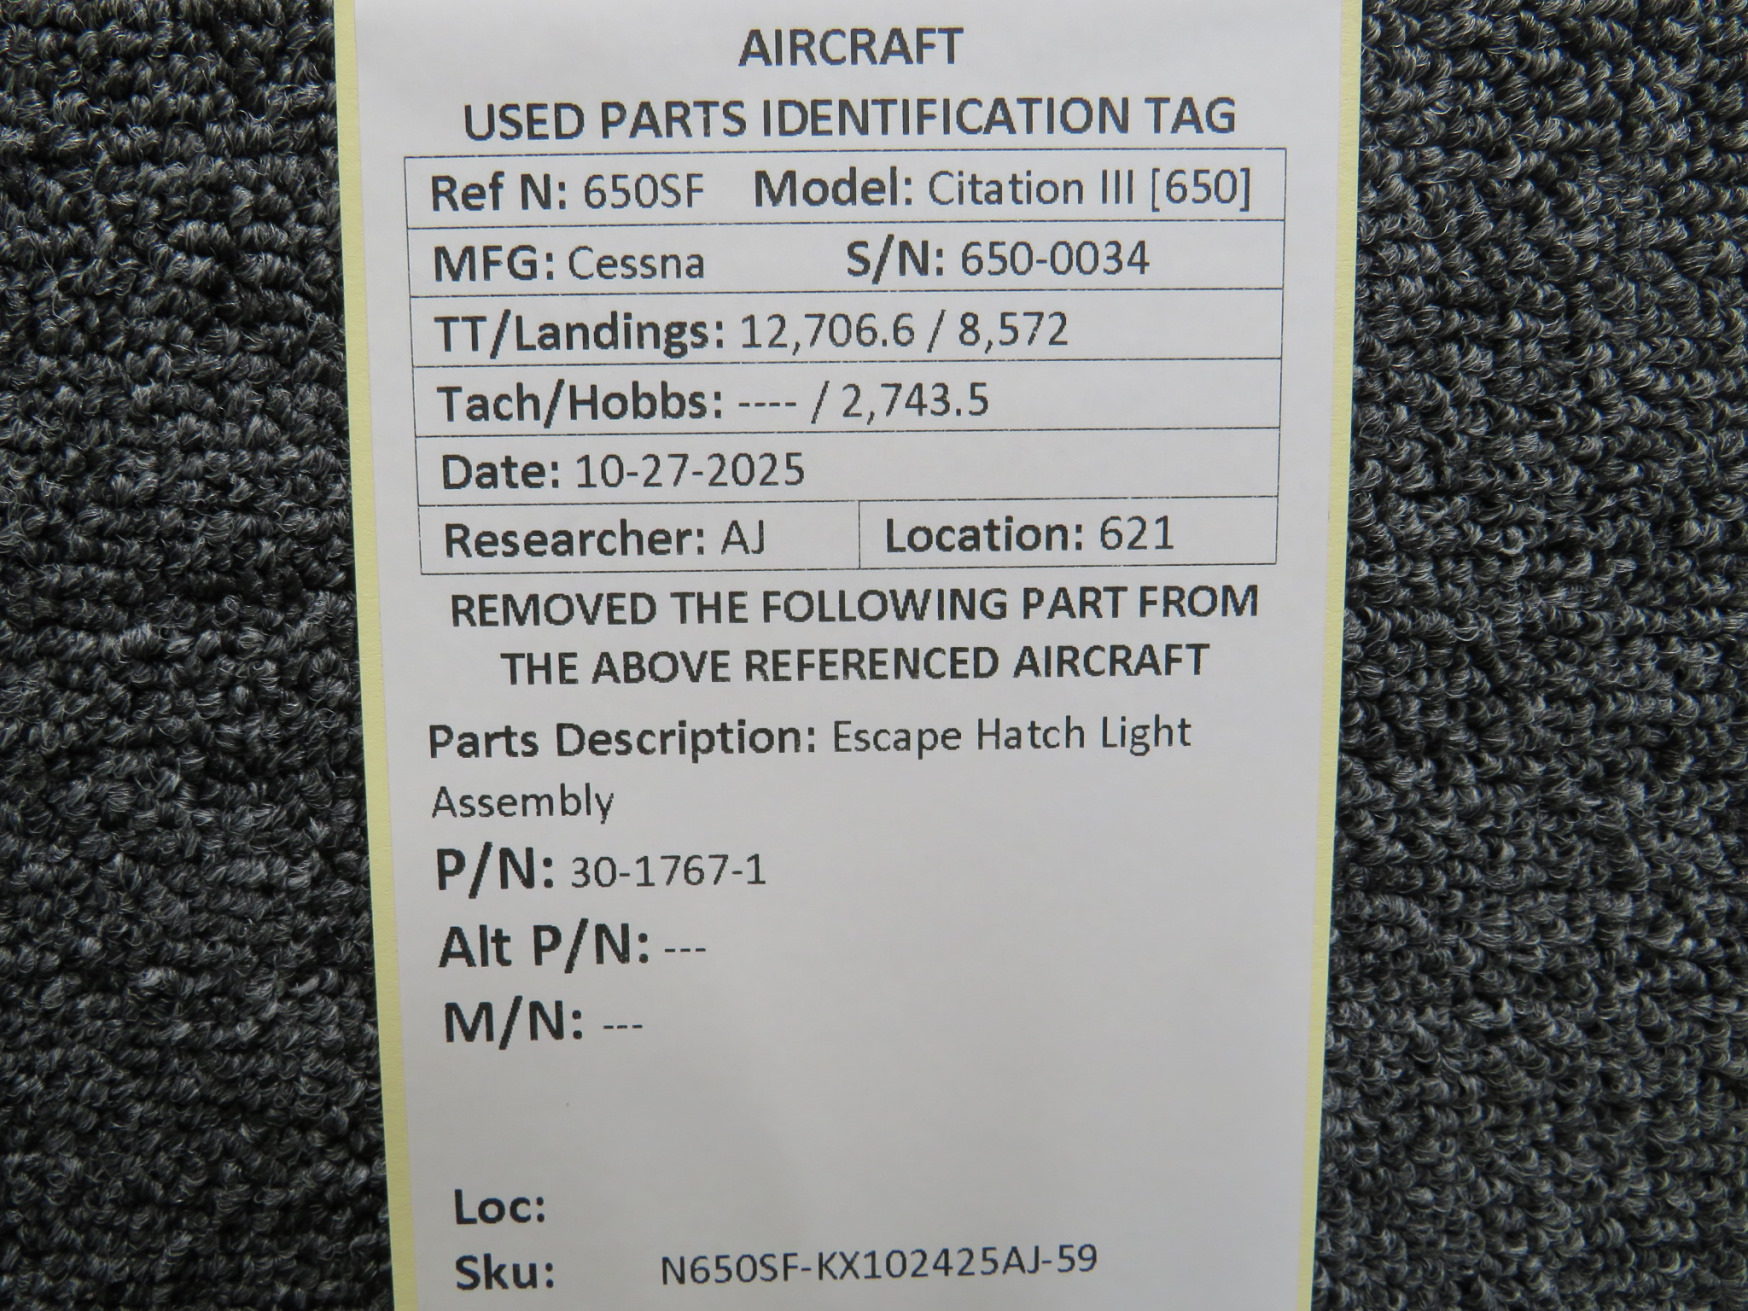 AIRCRAFT
USED PARTS IDENTIFICATION TAG
Ref N: 650SF Model: Citation III [650]
MFG: Cessna S/N: 650-0034
TT/Landings: 12,706.6 / 8,572
Tach/Hobbs: ---- / 2,743.5
Date: 10-27-2025
Researcher: AJ Location: 621
REMOVED THE FOLLOWING PART FROM
THE ABOVE REFERENCED AIRCRAFT
Parts Description: Escape Hatch Light
Assembly
P/N: 30-1767-1
Alt P/N: ---
M/N: ---
Loc:
Sku: N650SF-KX102425AJ-59